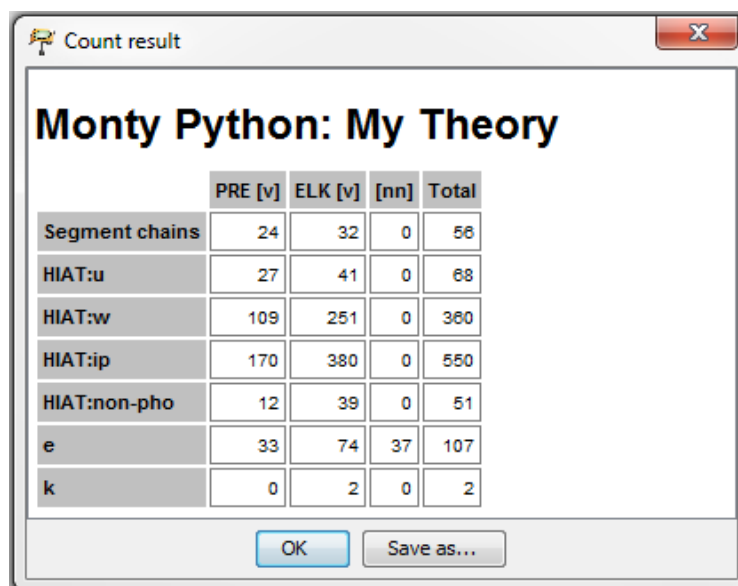 Count result
Monty Python: My Theory
PRE [v] ELK [v] [nn] Total
Segment chains 24 32 0 56
HIAT:u 27 41 0 68
HIAT:w 109 251 0 360
HIAT:ip 170 380 0 550
HIAT:non-pho 12 39 0 51
e 33 74 37 107
k 0 2 0 2
OK Save as...